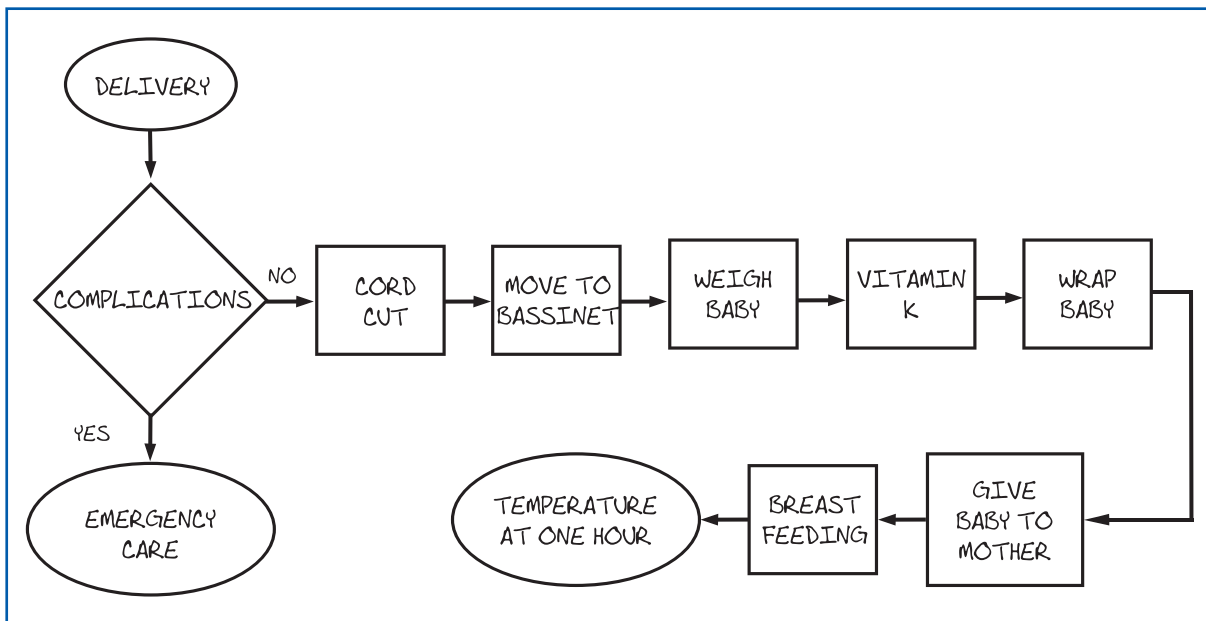 DELIVERY
COMPLICATIONS
NO
CORD
CUT
MOVE TO
BASSINET
WEIGH
BABY
VITAMIN
K
WRAP
BABY
YES
EMERGENCY
CARE
TEMPERATURE
AT ONE HOUR
BREAST
FEEDING
GIVE
BABY TO
MOTHER